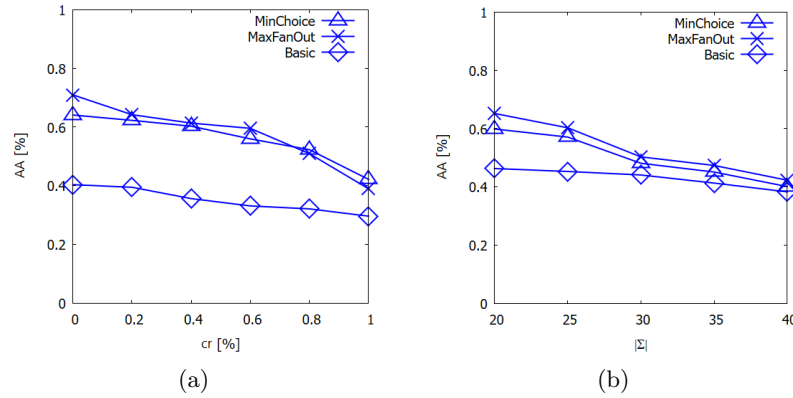 MinChoice
MaxFanOut
Basic
1
0.8
0.6
0.4
0.2
0
AA [%]
0 0.2 0.4 0.6 0.8 1
cr [%]
(a)
MinChoice
MaxFanOut
Basic
1
0.8
0.6
0.4
0.2
0
AA [%]
20 25 30 35 40
|Σ|
(b)